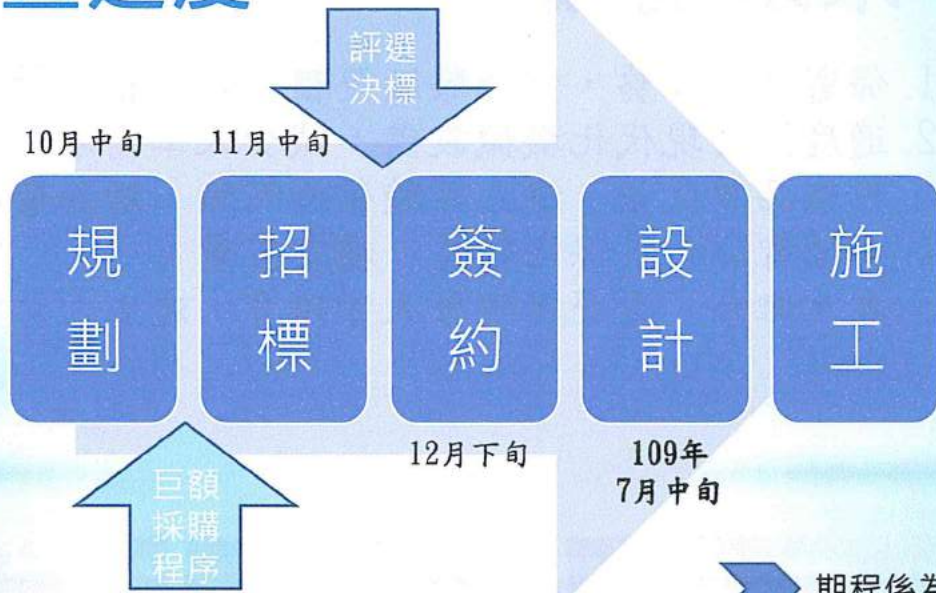 進度
評選
決標
10月中旬
11月中旬
規
劃
招
標
簽
約
設
計
施
工
12月下旬
109年
7月中旬
巨額
採購
程序
期程係為